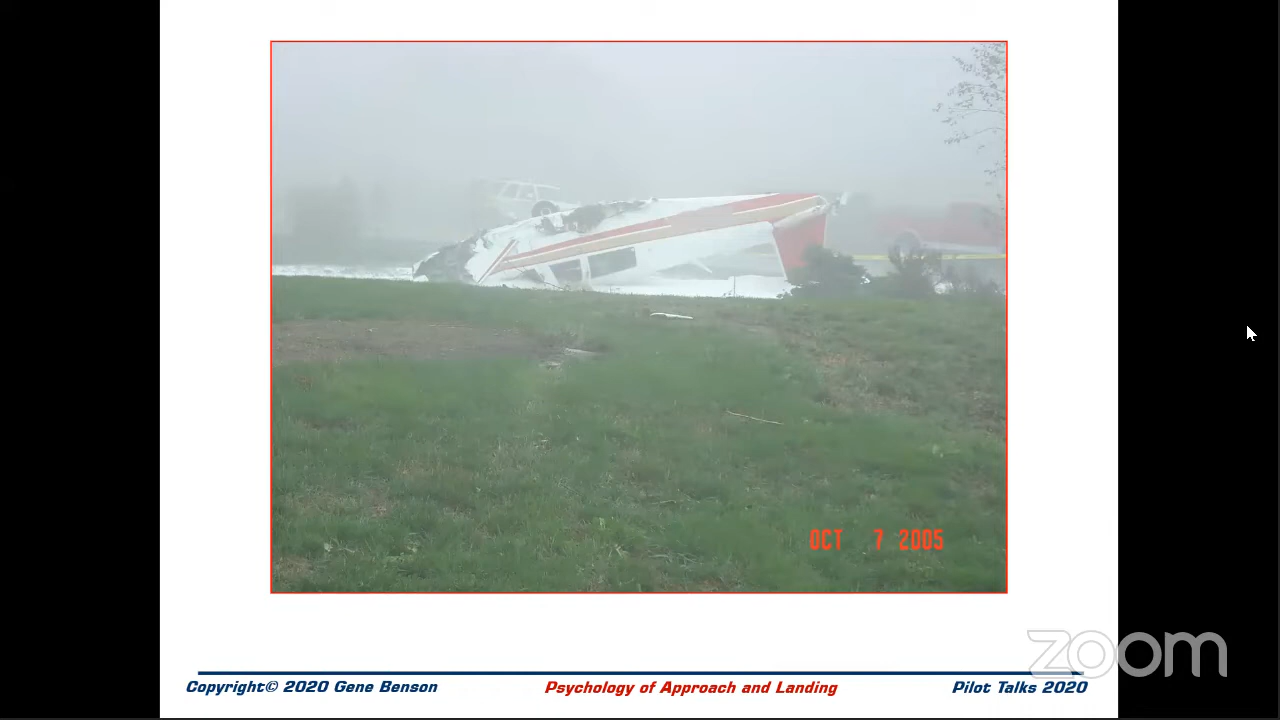 OCT 7 2005
zoom
Copyright© 2020 Gene Benson
Psychology of Approach and Landing
Pilot Talks 2020